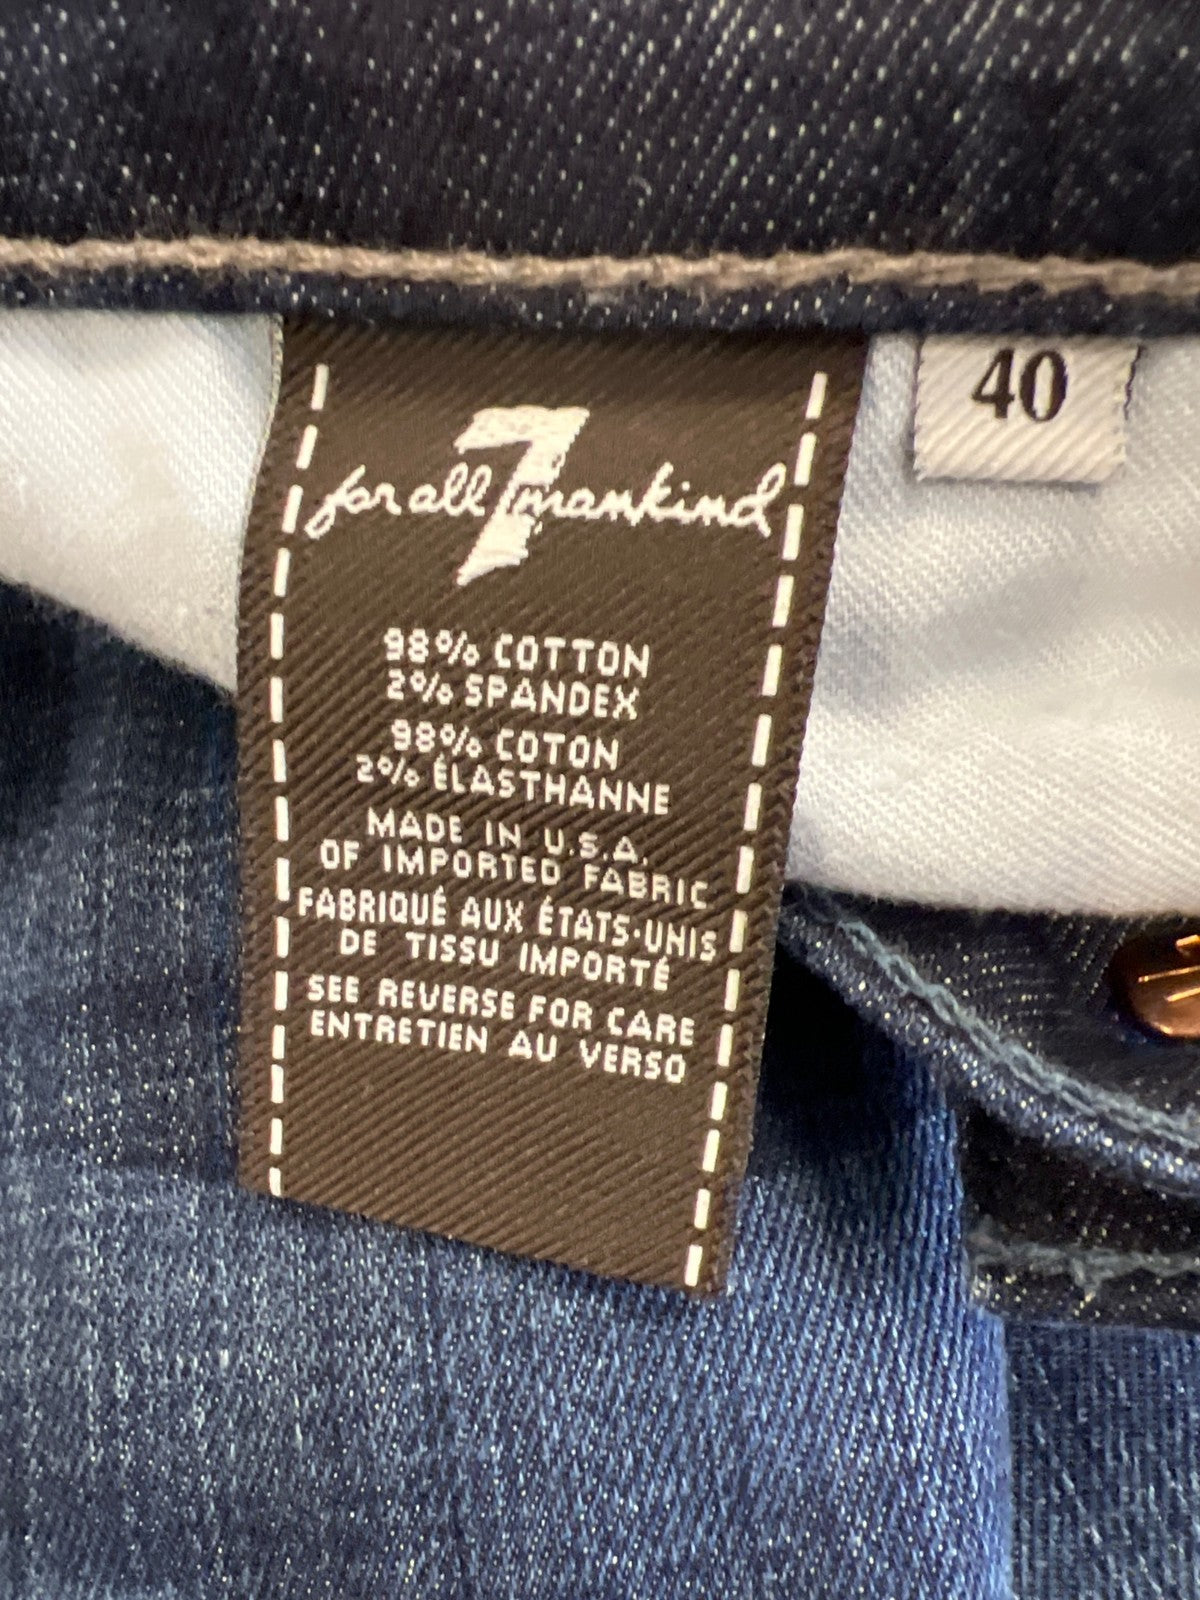 40
for all 7 mankind
98% COTTON
2% SPANDEX
98% COTON
2% ÉLASTHANNE
MADE IN U.S.A.
OF IMPORTED FABRIC
FABRIQUÉ AUX ÉTATS-UNIS
DE TISSU IMPORTÉ
SEE REVERSE FOR CARE
ENTRETIEN AU VERSO